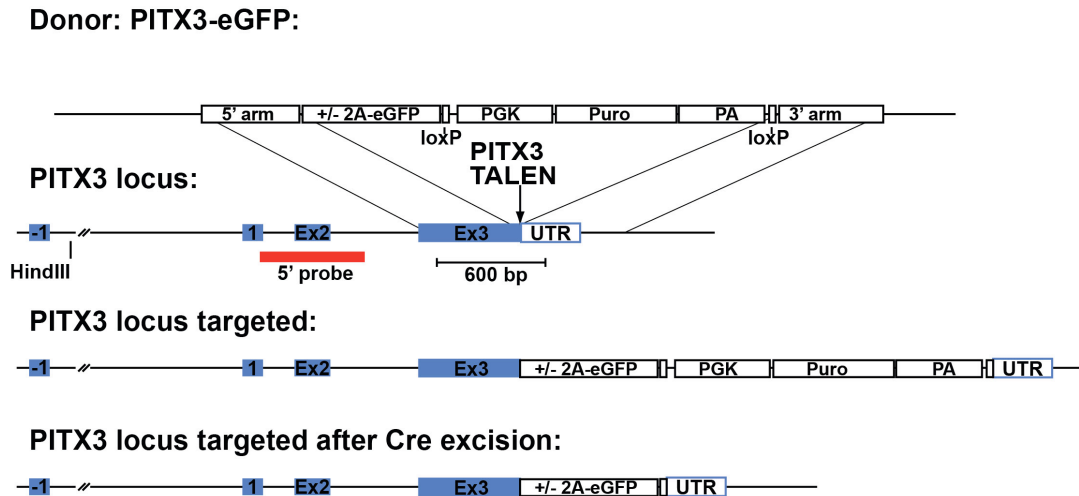 Donor: PITX3-eGFP:
5' arm +/- 2A-eGFP PGK Puro PA 3' arm
loxP loxP
PITX3
TALEN
PITX3 locus:
-1 // 1 Ex2 Ex3 UTR
HindIII
5' probe
600 bp
PITX3 locus targeted:
-1 // 1 Ex2 Ex3 +/- 2A-eGFP PGK Puro PA UTR
PITX3 locus targeted after Cre excision:
-1 // 1 Ex2 Ex3 +/- 2A-eGFP UTR